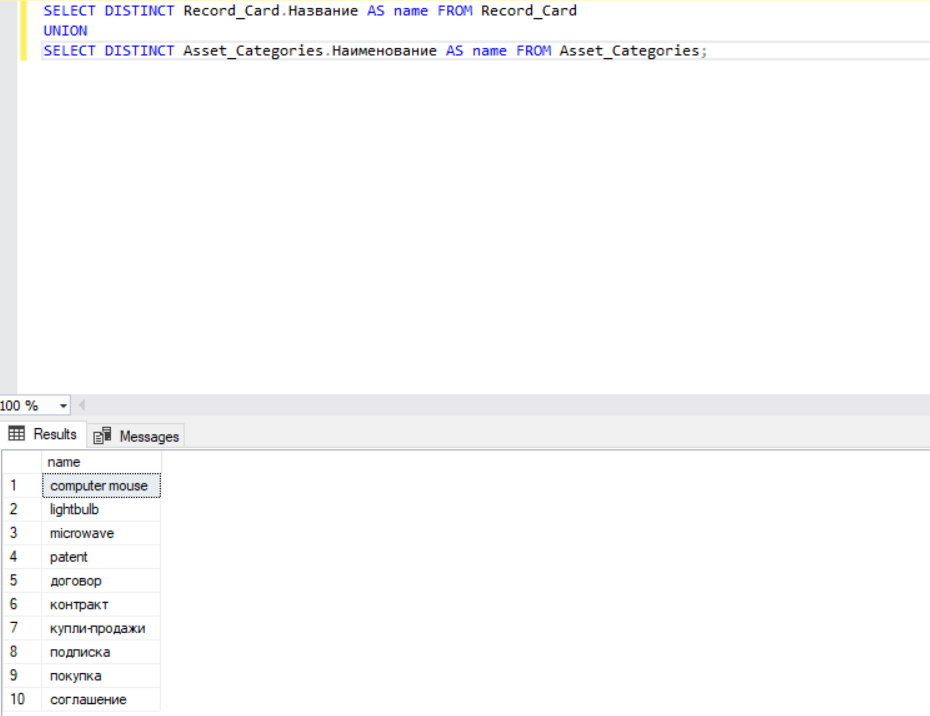 SELECT DISTINCT Record_Card.Название AS name FROM Record_Card
UNION
SELECT DISTINCT Asset_Categories.Наименование AS name FROM Asset_Categories;
100 %
Results Messages
name
1 computer mouse
2 lightbulb
3 microwave
4 patent
5 договор
6 контракт
7 купли-продажи
8 подписка
9 покупка
10 соглашение